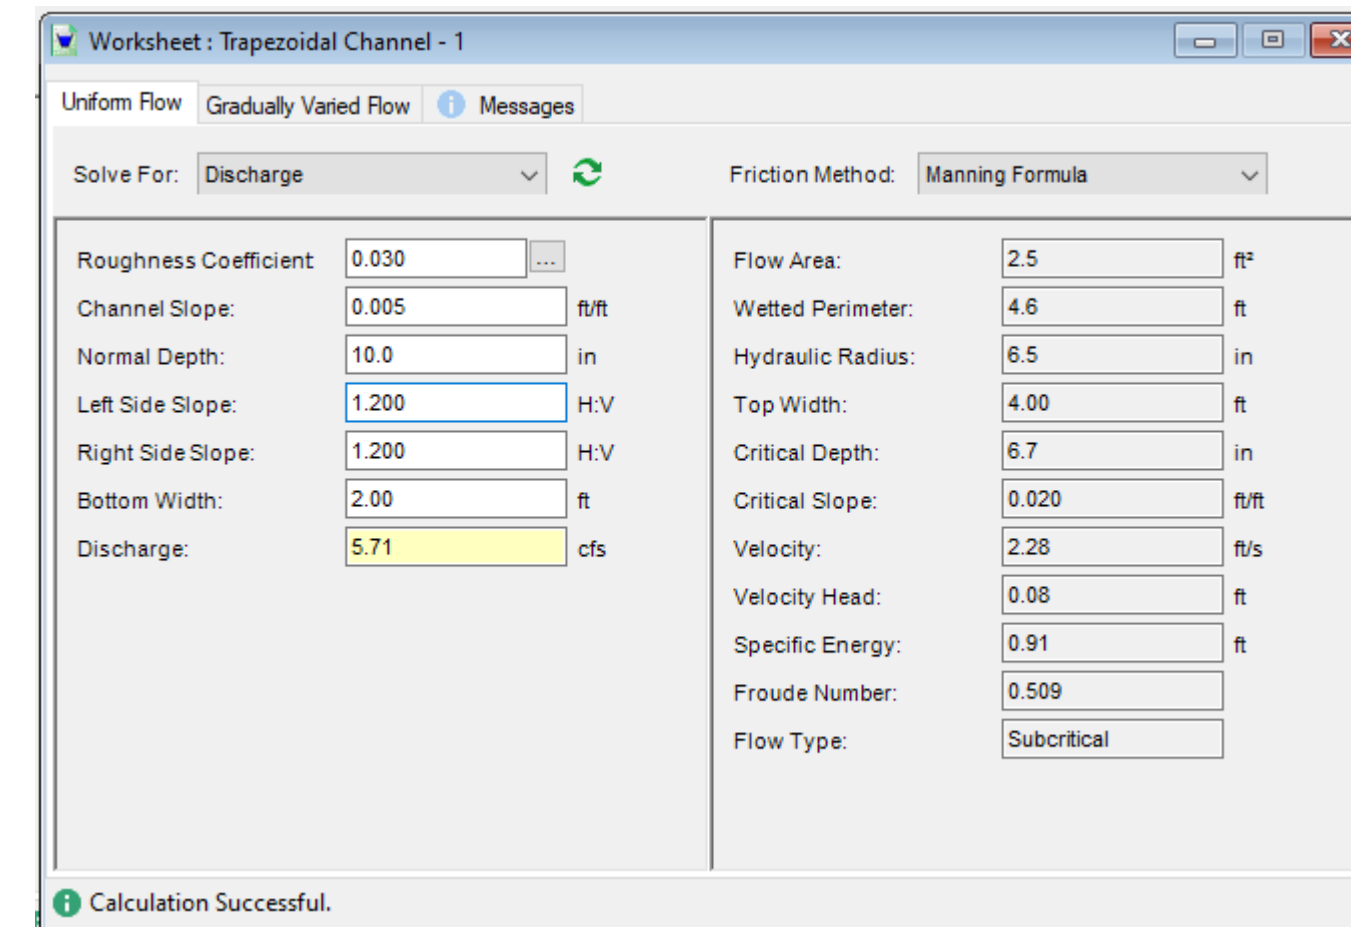 Worksheet : Trapezoidal Channel - 1
Uniform Flow Gradually Varied Flow Messages
Solve For: Discharge Friction Method: Manning Formula
Roughness Coefficient 0.030 ...
Channel Slope: 0.005 ft/ft
Normal Depth: 10.0 in
Left Side Slope: 1.200 H:V
Right Side Slope: 1.200 H:V
Bottom Width: 2.00 ft
Discharge: 5.71 cfs
Flow Area: 2.5 ft²
Wetted Perimeter: 4.6 ft
Hydraulic Radius: 6.5 in
Top Width: 4.00 ft
Critical Depth: 6.7 in
Critical Slope: 0.020 ft/ft
Velocity: 2.28 ft/s
Velocity Head: 0.08 ft
Specific Energy: 0.91 ft
Froude Number: 0.509
Flow Type: Subcritical
Calculation Successful.